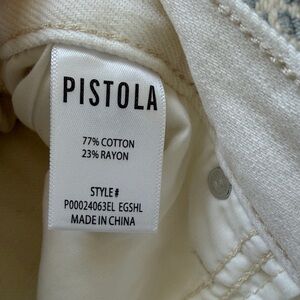 PISTOLA
77% COTTON
23% RAYON
STYLE#
P00024063EL EGSHL
MADE IN CHINA